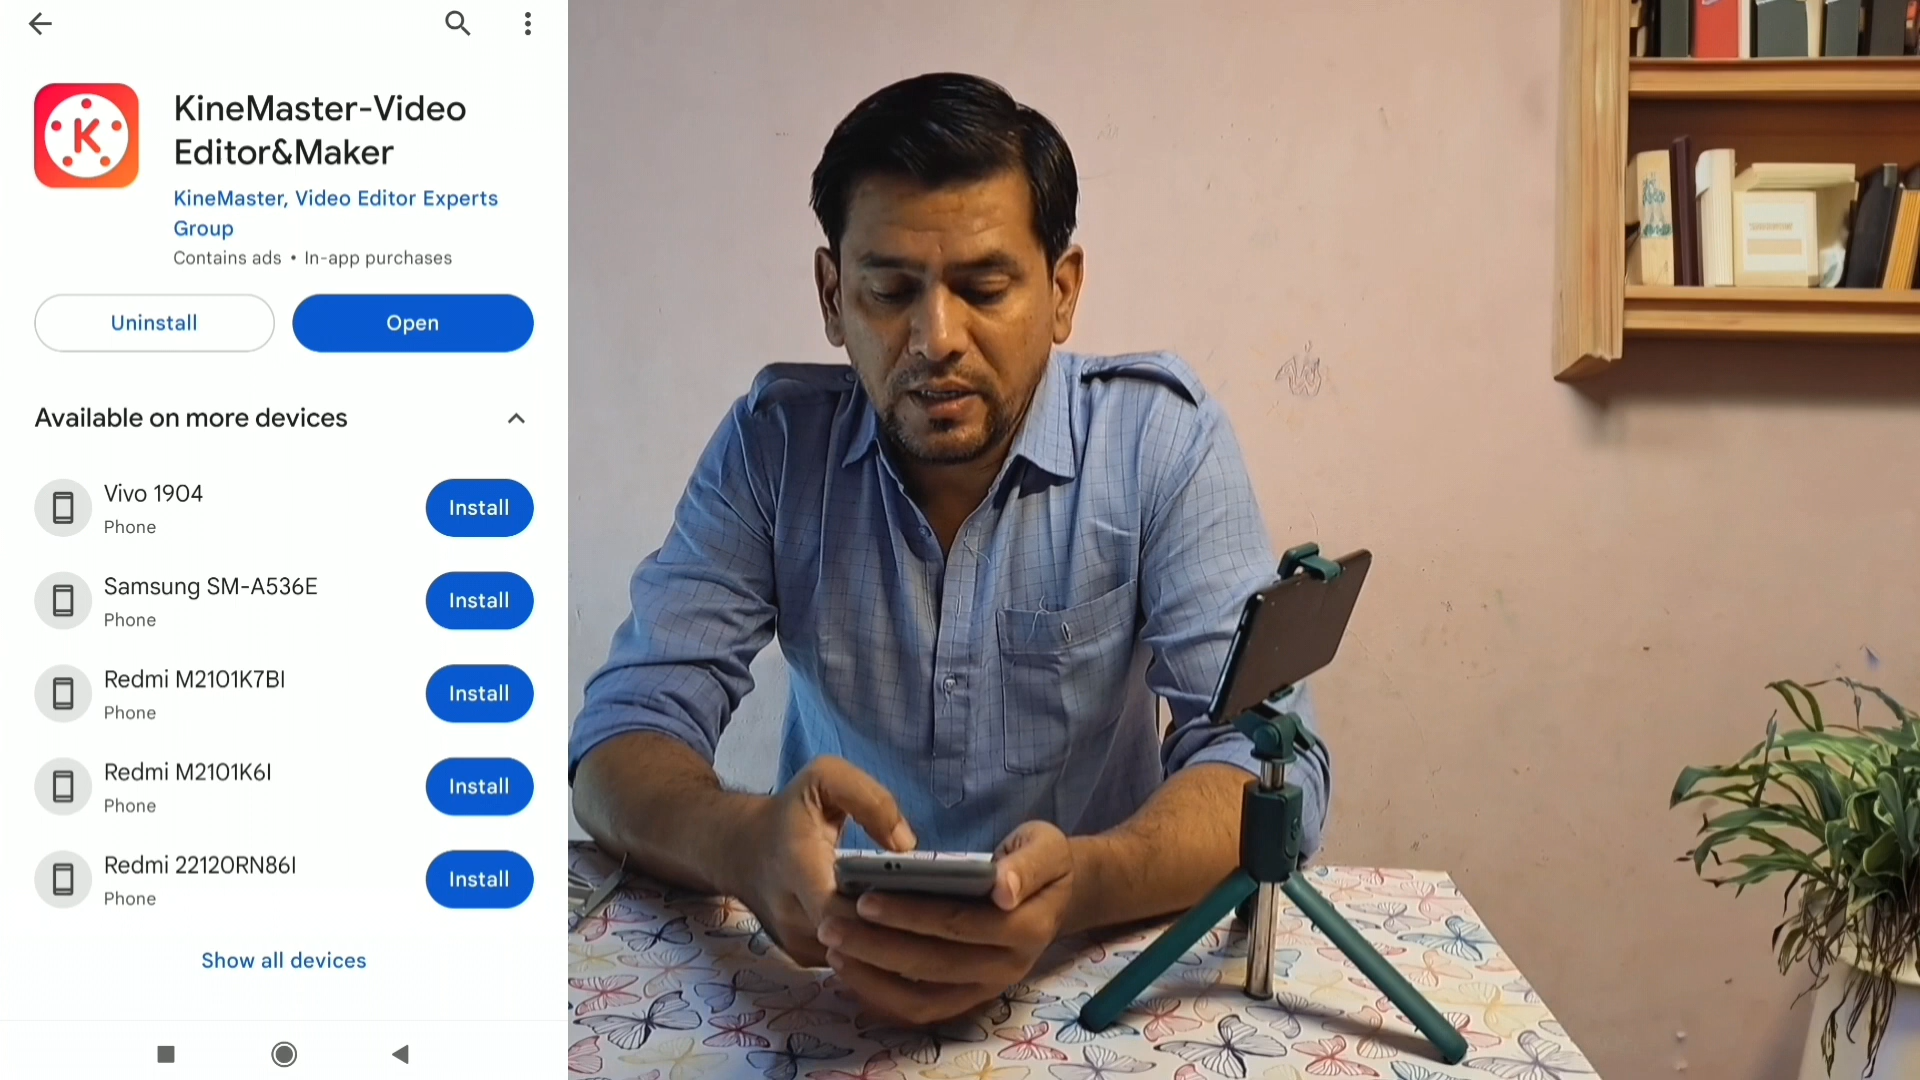 KineMaster-Video
Editor&Maker
KineMaster, Video Editor Experts
Group
Contains ads • In-app purchases
Uninstall
Open
Available on more devices
Vivo 1904
Phone
Install
Samsung SM-A536E
Phone
Install
Redmi M2101K7BI
Phone
Install
Redmi M2101K6I
Phone
Install
Redmi 22120RN86I
Phone
Install
Show all devices